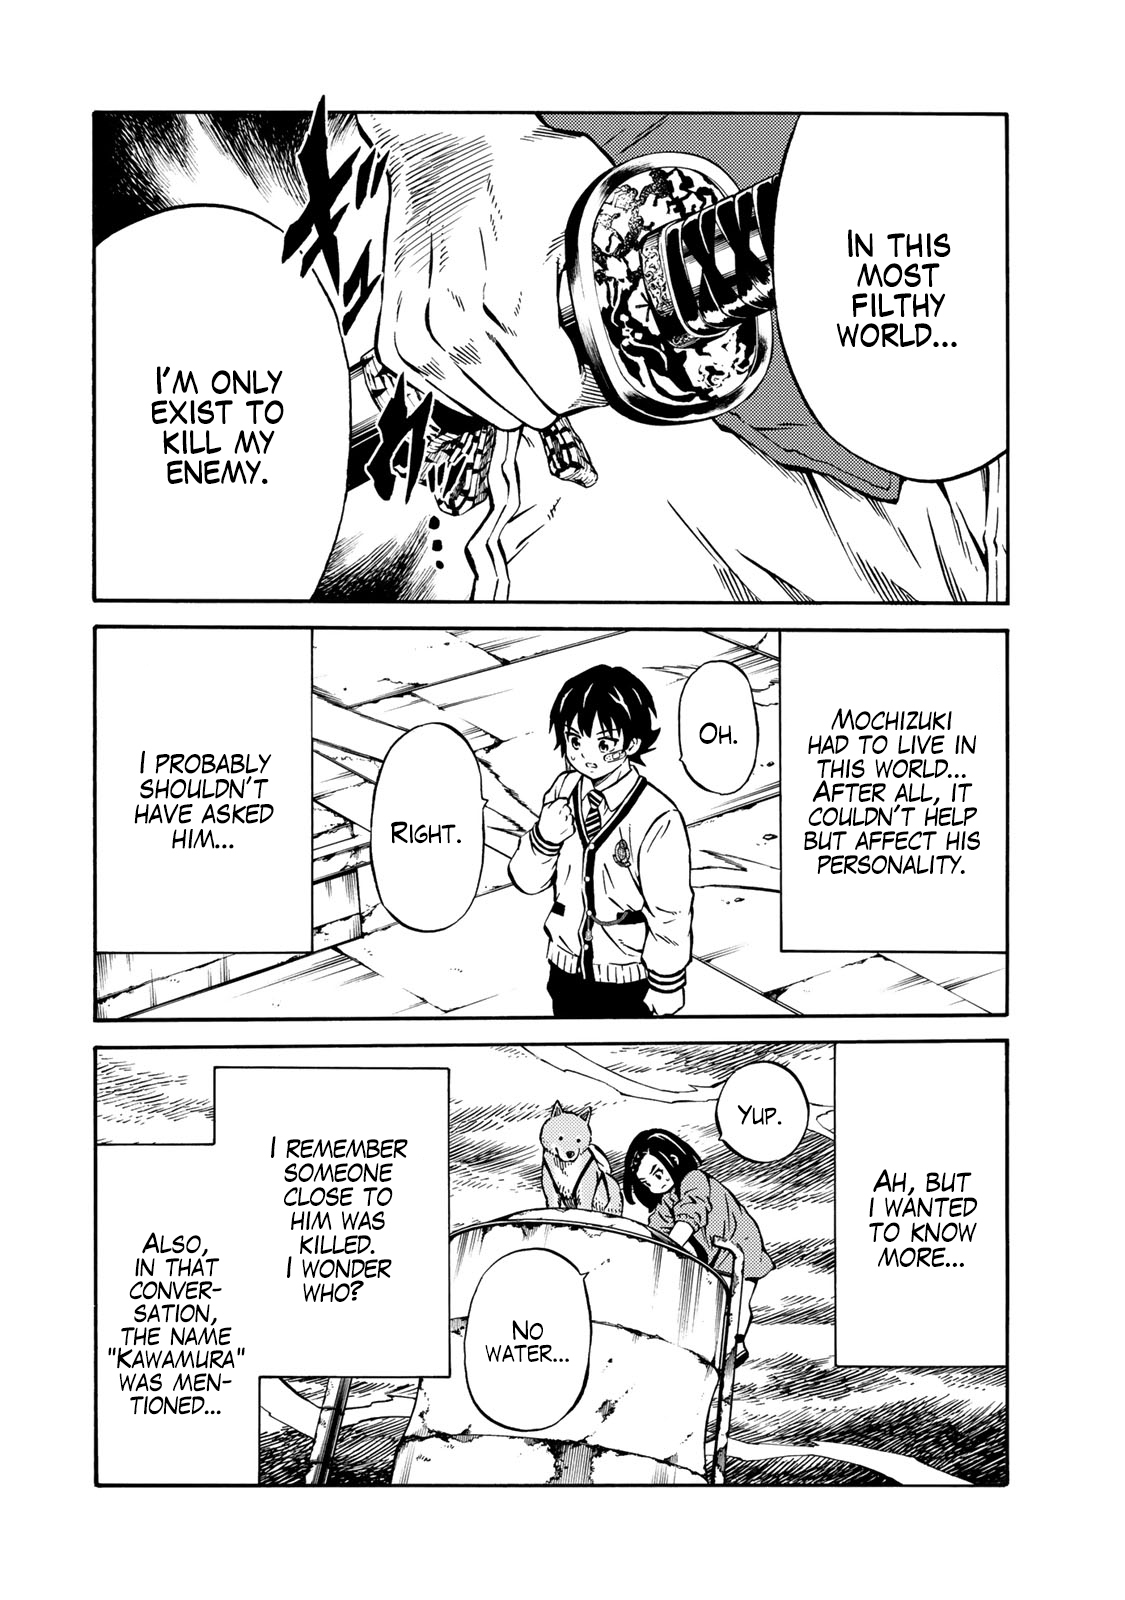 IN THIS
MOST
FILTHY
WORLD...
I'M ONLY
EXIST TO
KILL MY
ENEMY.
MOCHIZUKI
HAD TO LIVE IN
THIS WORLD...
AFTER ALL, IT
COULDN'T HELP
BUT AFFECT HIS
PERSONALITY.
OH.
RIGHT.
I PROBABLY
SHOULDN'T
HAVE ASKED
HIM...
AH, BUT
I WANTED
TO KNOW
MORE...
YUP.
NO
WATER...
I REMEMBER
SOMEONE
CLOSE TO
HIM WAS
KILLED.
I WONDER
WHO?
ALSO,
IN THAT
CONVER-
SATION,
THE NAME
"KAWAMURA"
WAS MEN-
TIONED...